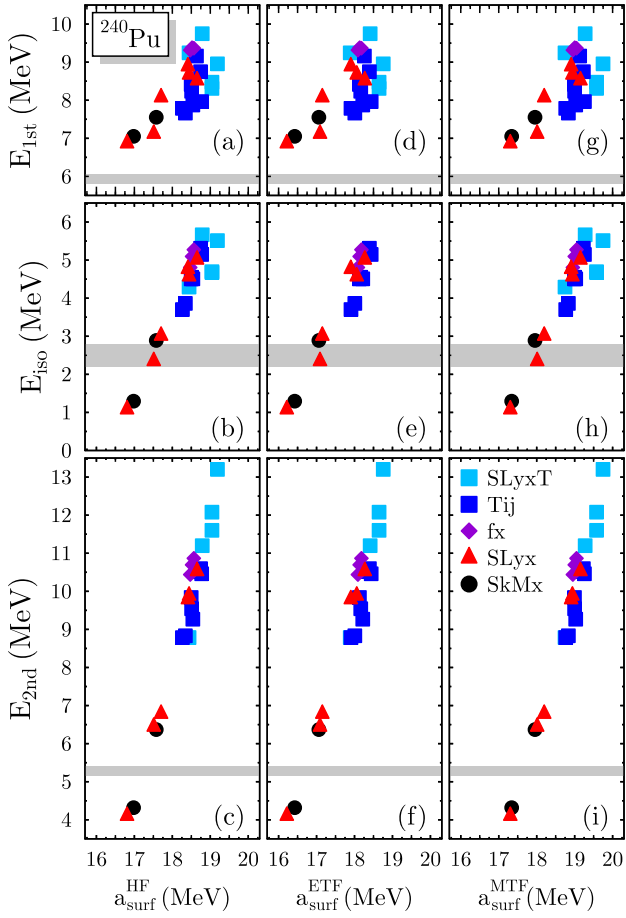 ²⁴⁰Pu
E1st (MeV)
10
9
8
7
6
(a)
(d)
(g)
Eiso (MeV)
6
5
4
3
2
1
0
(b)
(e)
(h)
E2nd (MeV)
13
12
11
10
9
8
7
6
5
4
SLyxT
Tij
fx
SLyx
SkMx
(c)
(f)
(i)
16 17 18 19 20
16 17 18 19 20
16 17 18 19 20
a_surf^HF (MeV)
a_surf^ETF (MeV)
a_surf^MTF (MeV)